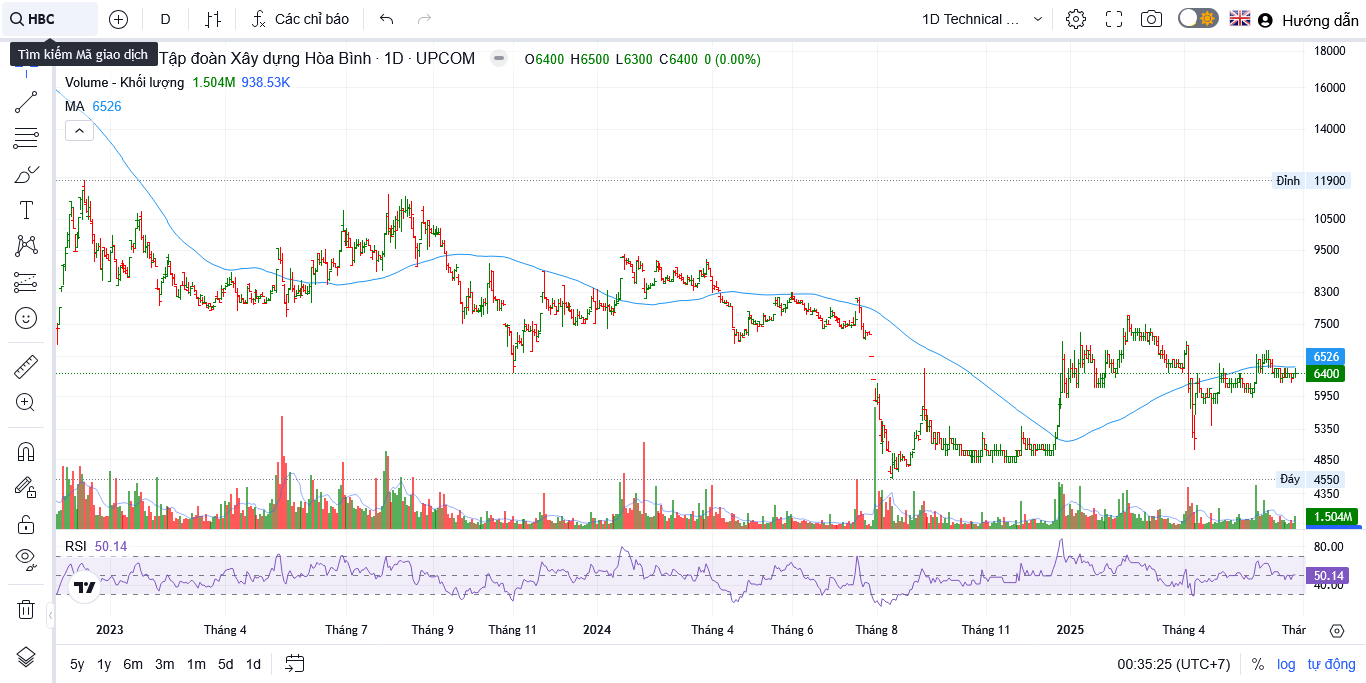 HBC
D
Các chỉ báo
1D Technical ...
Hướng dẫn
Tìm kiếm Mã giao dịch
Tập đoàn Xây dựng Hòa Bình · 1D · UPCOM
O6400 H6500 L6300 C6400 0 (0.00%)
Volume - Khối lượng 1.504M 938.53K
MA 6526
18000
16000
14000
Đỉnh 11900
10500
9500
8300
7500
6526
6400
5950
5350
4850
Đáy 4550
4350
1.504M
RSI 50.14
80.00
50.14
40.00
2023 Tháng 4 Tháng 7 Tháng 9 Tháng 11 2024 Tháng 4 Tháng 6 Tháng 8 Tháng 11 2025 Tháng 4 Thár
5y 1y 6m 3m 1m 5d 1d
00:35:25 (UTC+7) % log tự động